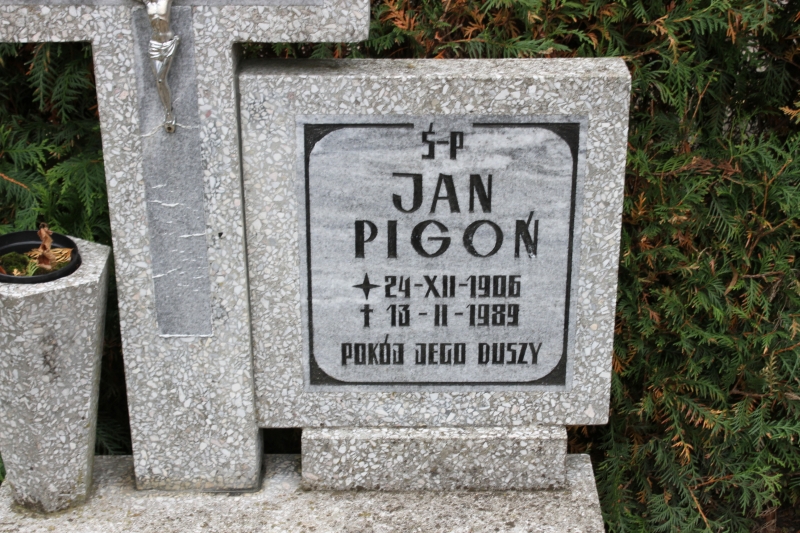 Ś-P
JAN
PIGOŃ
24-XII-1906
† 13-II-1989
POKÓJ JEGO DUSZY